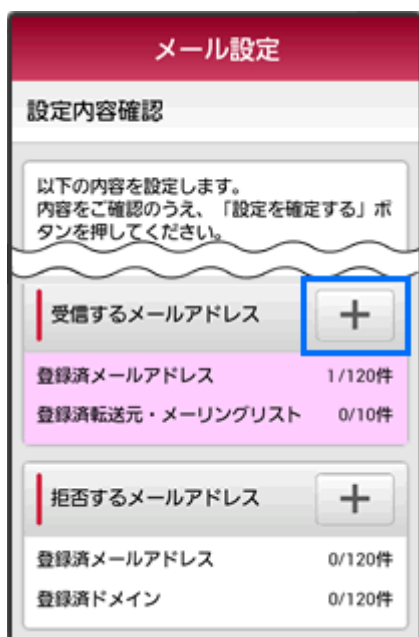 メール設定
設定内容確認
以下の内容を設定します。
内容をご確認のうえ、「設定を確定する」ボ
タンを押してください。
受信するメールアドレス
登録済メールアドレス 1/120件
登録済転送元・メーリングリスト 0/10件
拒否するメールアドレス
登録済メールアドレス 0/120件
登録済ドメイン 0/120件